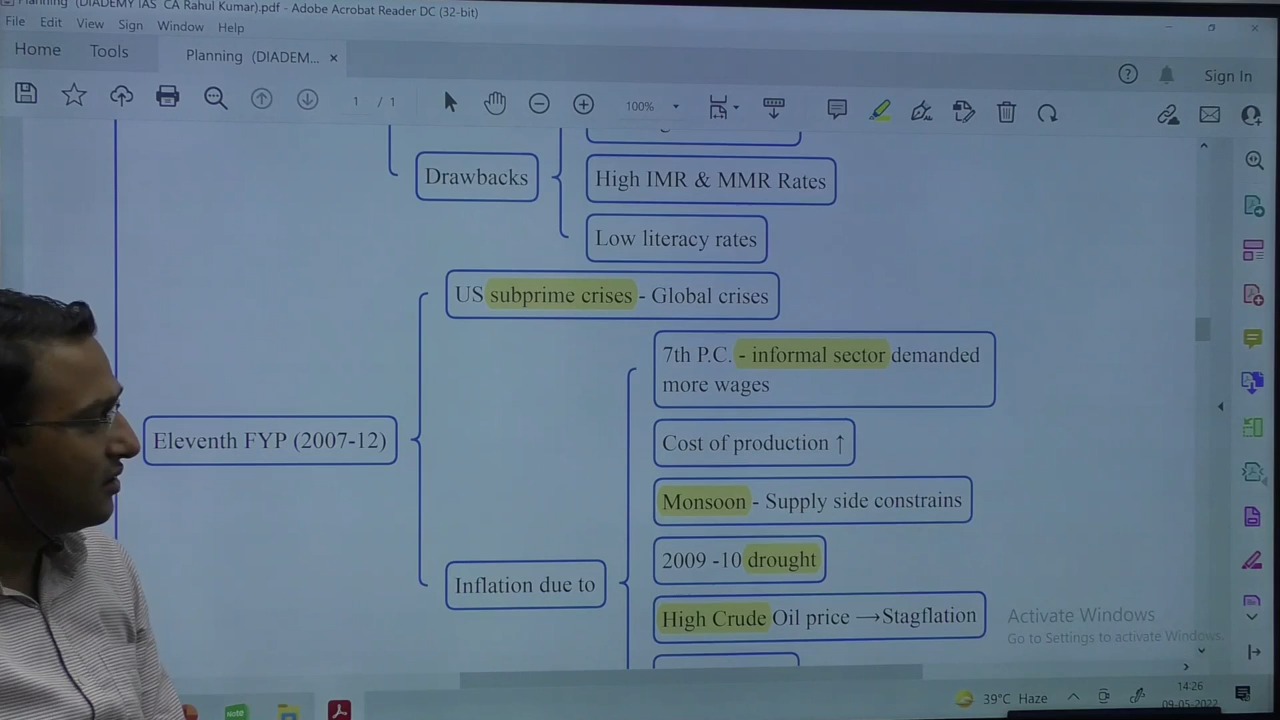 Planning (DIADEMY IAS CA Rahul Kumar).pdf - Adobe Acrobat Reader DC (32-bit)
File Edit View Sign Window Help
Home Tools Planning (DIADEM... × Sign In
1 / 1 100%
Drawbacks
High IMR & MMR Rates
Low literacy rates
US subprime crises - Global crises
Eleventh FYP (2007-12)
7th P.C. - informal sector demanded
more wages
Cost of production ↑
Monsoon - Supply side constrains
2009 -10 drought
Inflation due to
High Crude Oil price →Stagflation
Activate Windows
Go to Settings to activate Windows.
39°C Haze
14:26
09-05-2022